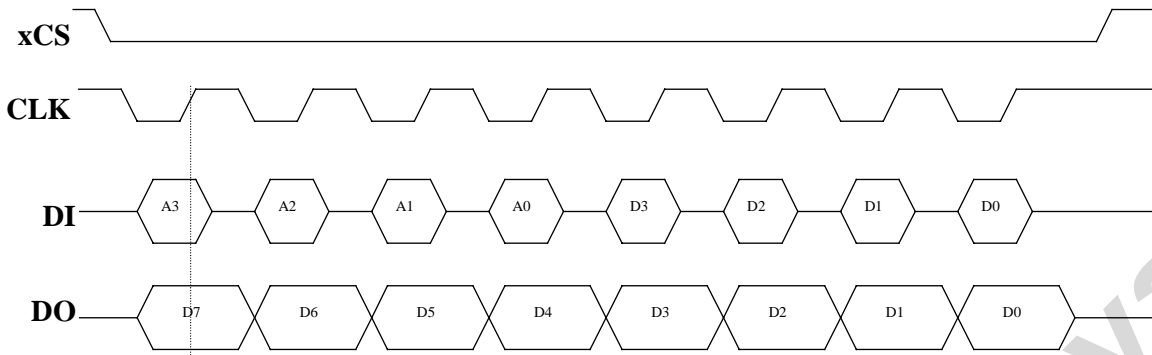 xCS
CLK
DI A3 A2 A1 A0 D3 D2 D1 D0
DO D7 D6 D5 D4 D3 D2 D1 D0